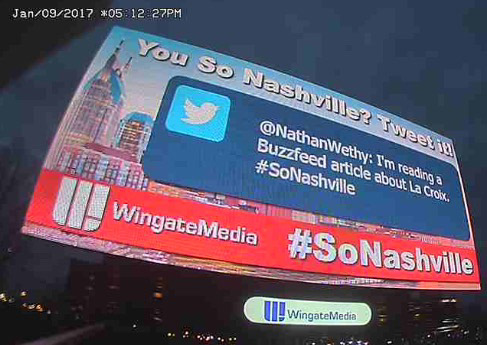 Jan/09/2017 *05:12:27PM
You So Nashville? Tweet it!
@NathanWethy: I'm reading a
Buzzfeed article about La Croix.
#SoNashville
WingateMedia
#SoNashville
WingateMedia